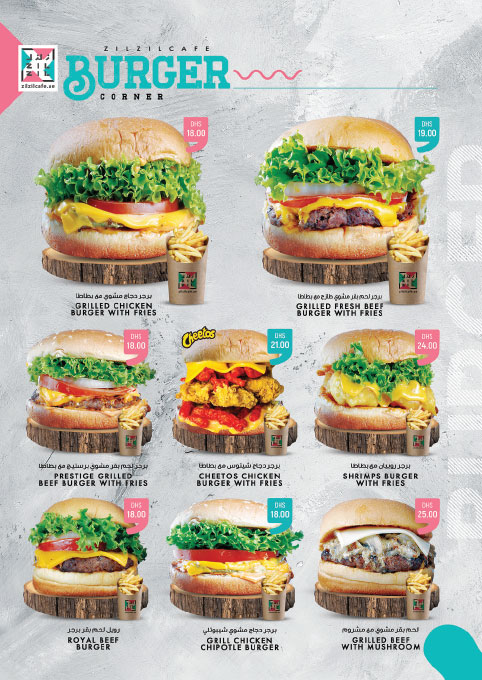 ZILZILCAFE
BURGER
CORNER
zilzilcafe.ae
DHS
18.00
برجر دجاج مشوي مع بطاطا
GRILLED CHICKEN
BURGER WITH FRIES
DHS
19.00
برجر لحم بقر مشوي طازج مع بطاطا
GRILLED FRESH BEEF
BURGER WITH FRIES
DHS
18.00
برجر لحم بقر مشوي برستيج مع بطاطا
PRESTIGE GRILLED
BEEF BURGER WITH FRIES
Cheetos
DHS
21.00
برجر دجاج شيتوس مع بطاطا
CHEETOS CHICKEN
BURGER WITH FRIES
DHS
24.00
برجر روبيان مع بطاطا
SHRIMPS BURGER
WITH FRIES
DHS
18.00
رويل لحم بقر برجر
ROYAL BEEF
BURGER
DHS
18.00
برجر دجاج مشوي شيبوتلي
GRILL CHICKEN
CHIPOTLE BURGER
DHS
25.00
لحم بقر مشوي مع مشروم
GRILLED BEEF
WITH MUSHROOM